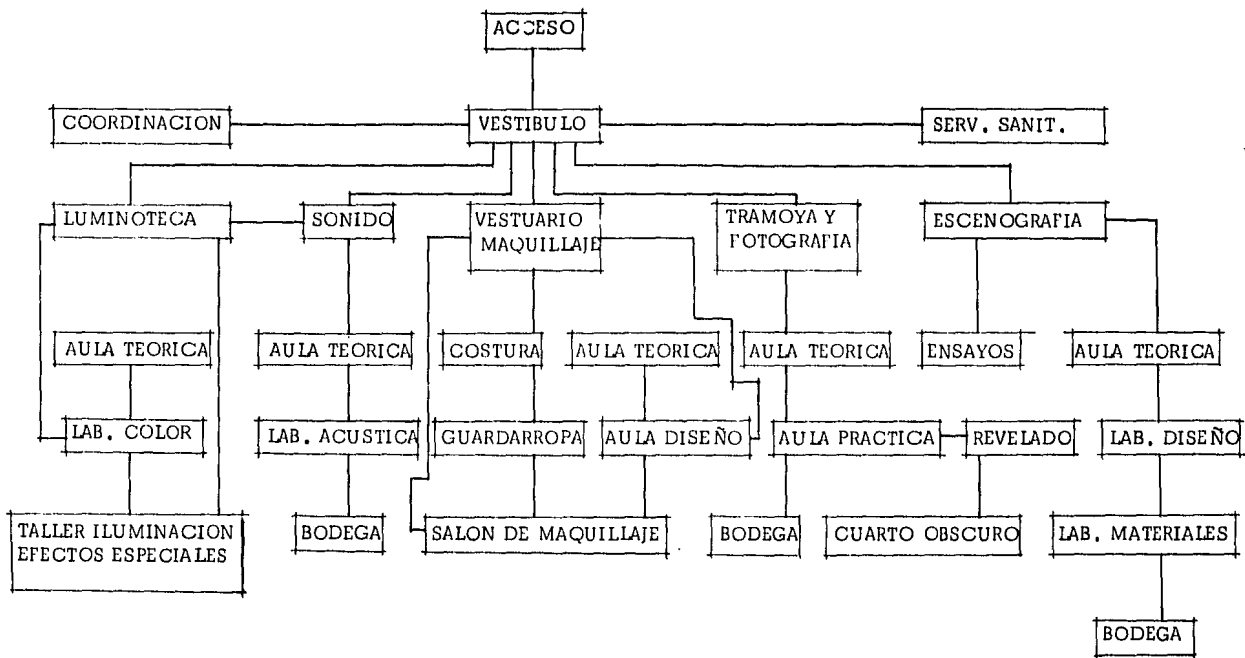 ACCESO
COORDINACION
VESTIBULO
SERV. SANIT.
LUMINOTECA
SONIDO
VESTUARIO
MAQUILLAJE
TRAMOYA Y
FOTOGRAFIA
ESCENOGRAFIA
AULA TEORICA
AULA TEORICA
COSTURA
AULA TEORICA
AULA TEORICA
ENSAYOS
AULA TEORICA
LAB. COLOR
LAB. ACUSTICA
GUARDARROPA
AULA DISEÑO
AULA PRACTICA
REVELADO
LAB. DISEÑO
TALLER ILUMINACION
EFECTOS ESPECIALES
BODEGA
SALON DE MAQUILLAJE
BODEGA
CUARTO OBSCURO
LAB. MATERIALES
BODEGA